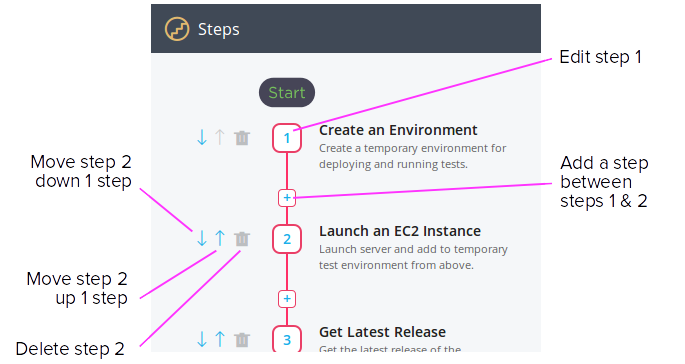 Steps
Edit step 1
Start
1
Create an Environment
Create a temporary environment for
deploying and running tests.
Move step 2
down 1 step
Add a step
between
steps 1 & 2
+
2
Launch an EC2 Instance
Launch server and add to temporary
test environment from above.
Move step 2
up 1 step
+
Delete step 2
3
Get Latest Release
Get the latest release of the